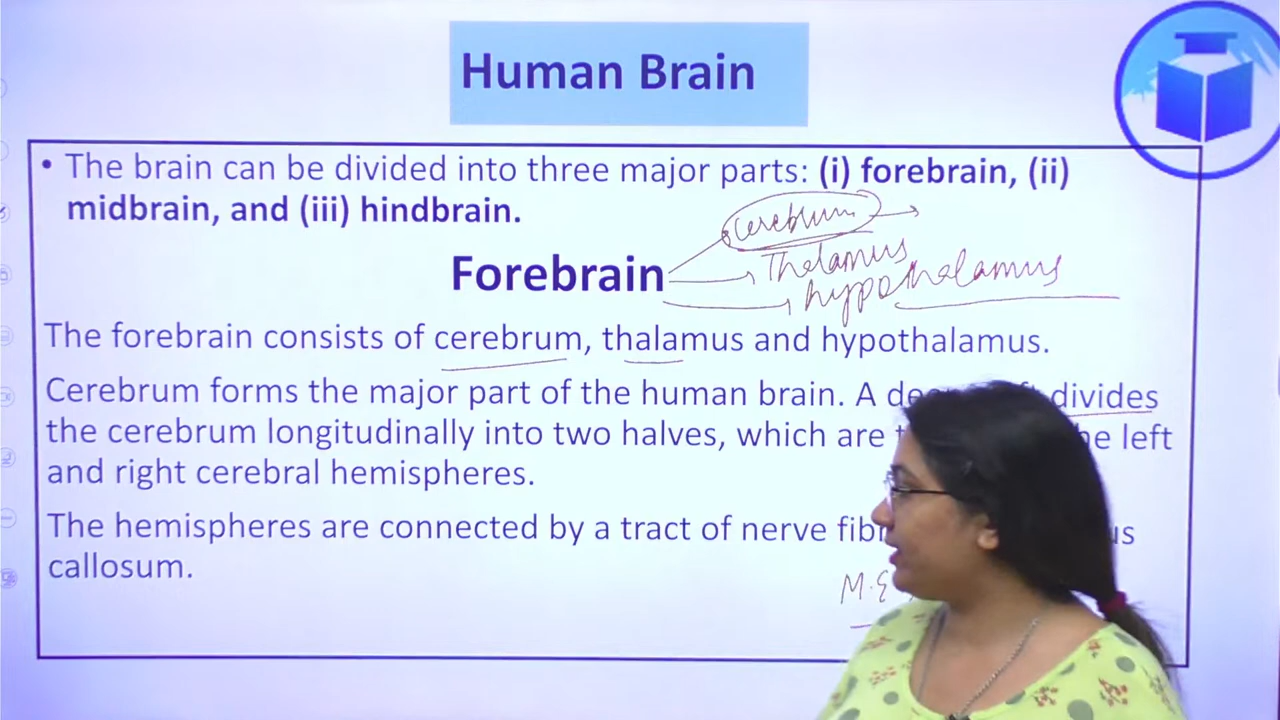 Human Brain
• The brain can be divided into three major parts: (i) forebrain, (ii)
midbrain, and (iii) hindbrain.
cerebrum
Forebrain
Thalamus
hypothalamus
The forebrain consists of cerebrum, thalamus and hypothalamus.
Cerebrum forms the major part of the human brain. A divides
the cerebrum longitudinally into two halves, which are left
and right cerebral hemispheres.
The hemispheres are connected by a tract of nerve
callosum.